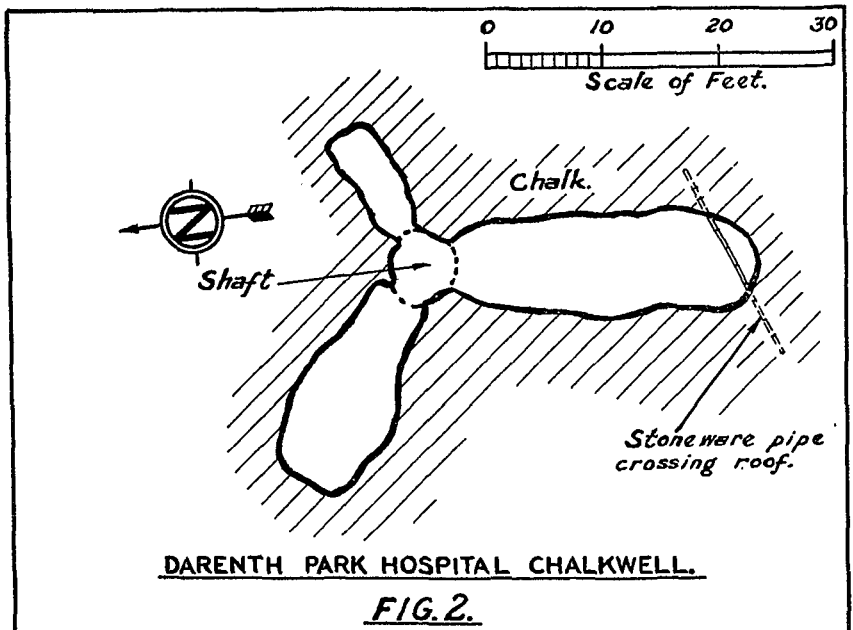 0 10 20 30
Scale of Feet.
Chalk.
N
Shaft
Stoneware pipe
crossing roof.
DARENTH PARK HOSPITAL CHALKWELL.
FIG. 2.